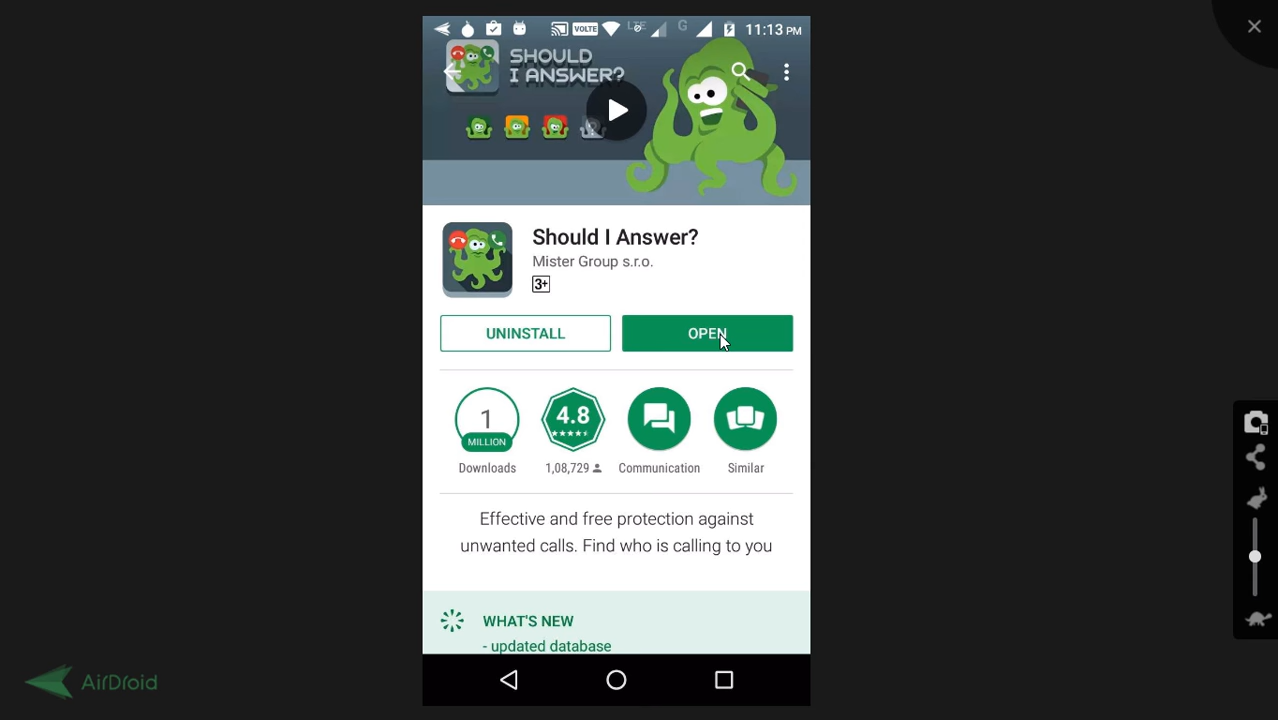 VOLTE LTE G 11:13 PM
SHOULD
I ANSWER?
Should I Answer?
Mister Group s.r.o.
3+
UNINSTALL OPEN
1 MILLION 4.8
Downloads 1,08,729 Communication Similar
Effective and free protection against
unwanted calls. Find who is calling to you
WHAT'S NEW
- updated database
AirDroid